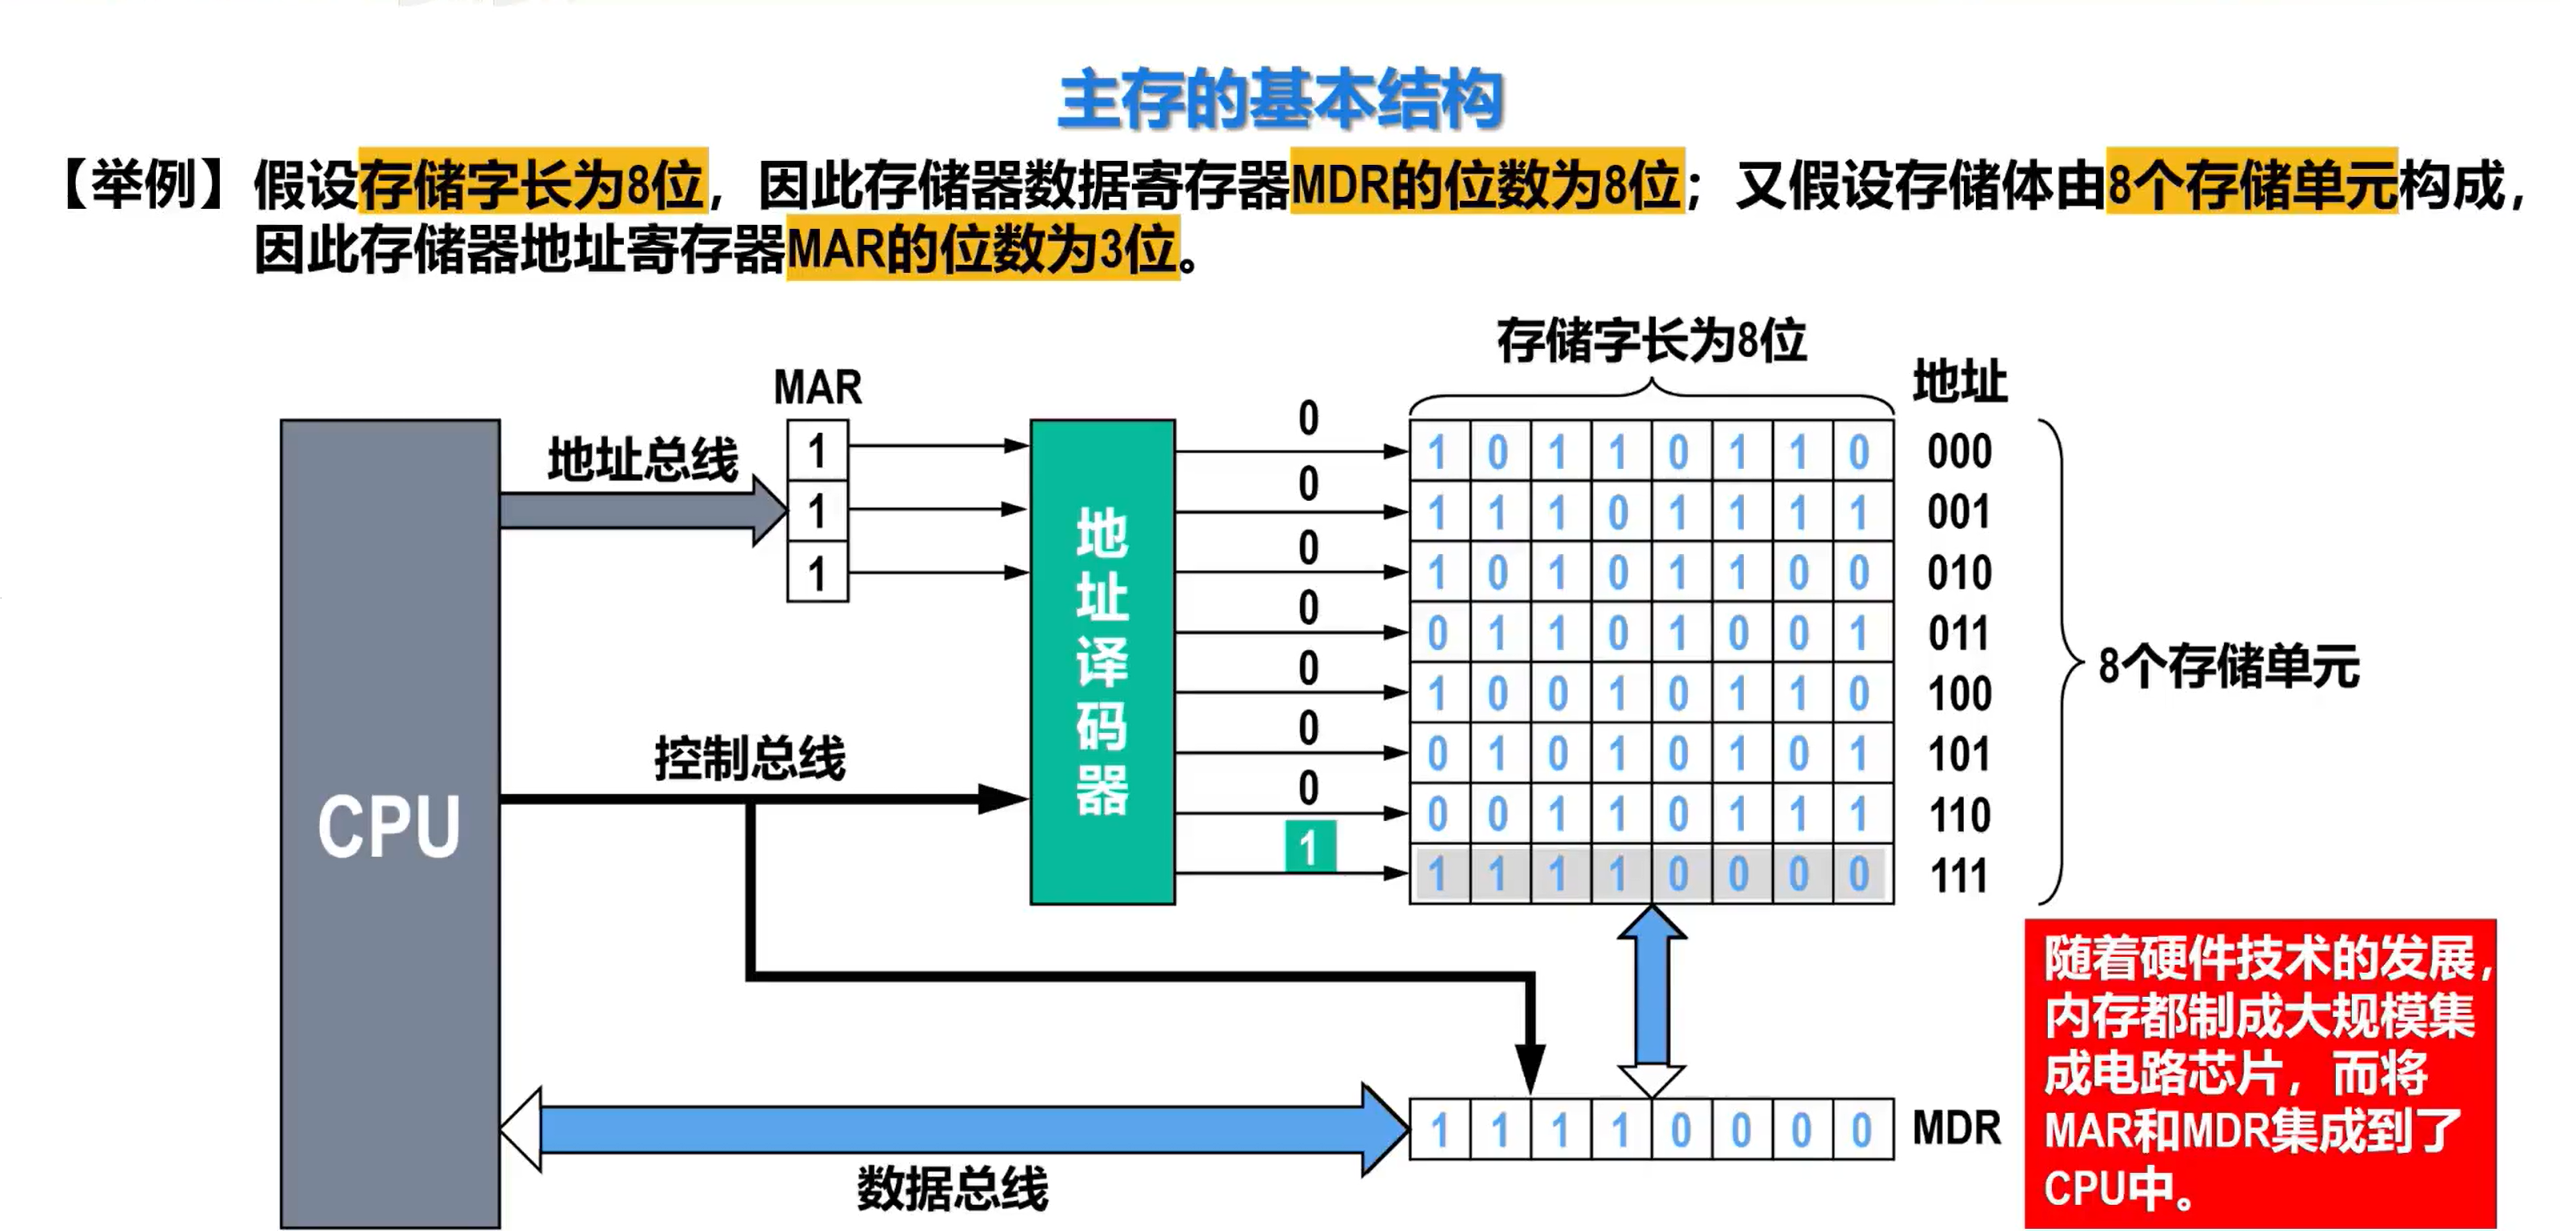 主存的基本结构
【举例】假设存储字长为8位，因此存储器数据寄存器MDR的位数为8位；又假设存储体由8个存储单元构成，
因此存储器地址寄存器MAR的位数为3位。
存储字长为8位
MAR
地址
地址总线
1
1
1
地址译码器
0
0
0
0
0
0
0
1
1 0 1 1 0 1 1 0 000
1 1 1 0 1 1 1 1 001
1 0 1 0 1 1 0 0 010
0 1 1 0 1 0 0 1 011
1 0 0 1 0 1 1 0 100
0 1 0 1 0 1 0 1 101
0 0 1 1 0 1 1 1 110
1 1 1 1 0 0 0 0 111
8个存储单元
控制总线
CPU
1 1 1 1 0 0 0 0 MDR
数据总线
随着硬件技术的发展，
内存都制成大规模集
成电路芯片，而将
MAR和MDR集成到了
CPU中。